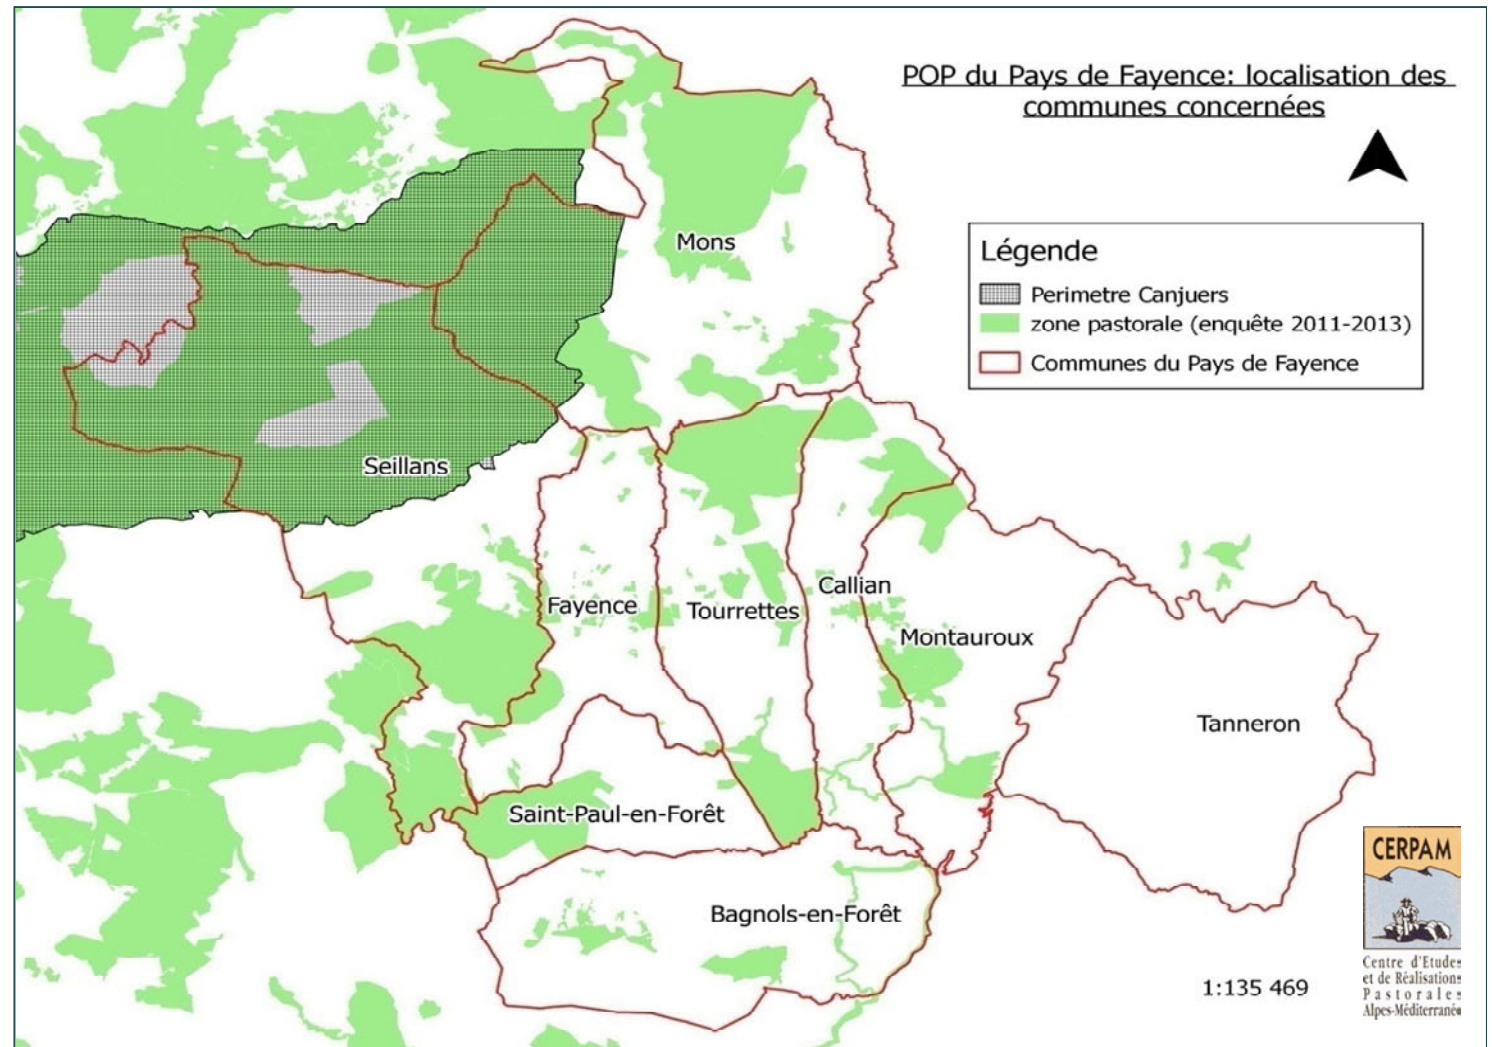 POP du Pays de Fayence: localisation des
communes concernées
Légende
Perimetre Canjuers
zone pastorale (enquête 2011-2013)
Communes du Pays de Fayence
Mons
Seillans
Fayence
Tourrettes
Callian
Montauroux
Tanneron
Saint-Paul-en-Forêt
Bagnols-en-Forêt
1:135 469
CERPAM
Centre d'Etudes
et de Réalisations
Pastorales
Alpes-Méditerranée